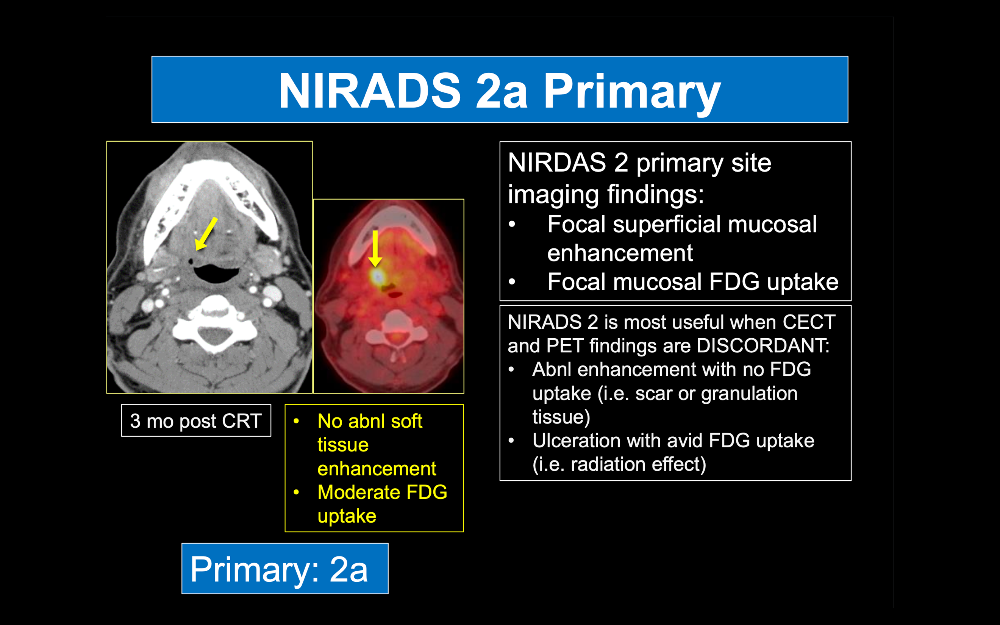 NIRADS 2a Primary
NIRDAS 2 primary site
imaging findings:
• Focal superficial mucosal
enhancement
• Focal mucosal FDG uptake
NIRADS 2 is most useful when CECT
and PET findings are DISCORDANT:
• Abnl enhancement with no FDG
uptake (i.e. scar or granulation
tissue)
• Ulceration with avid FDG uptake
(i.e. radiation effect)
3 mo post CRT
• No abnl soft
tissue
enhancement
• Moderate FDG
uptake
Primary: 2a